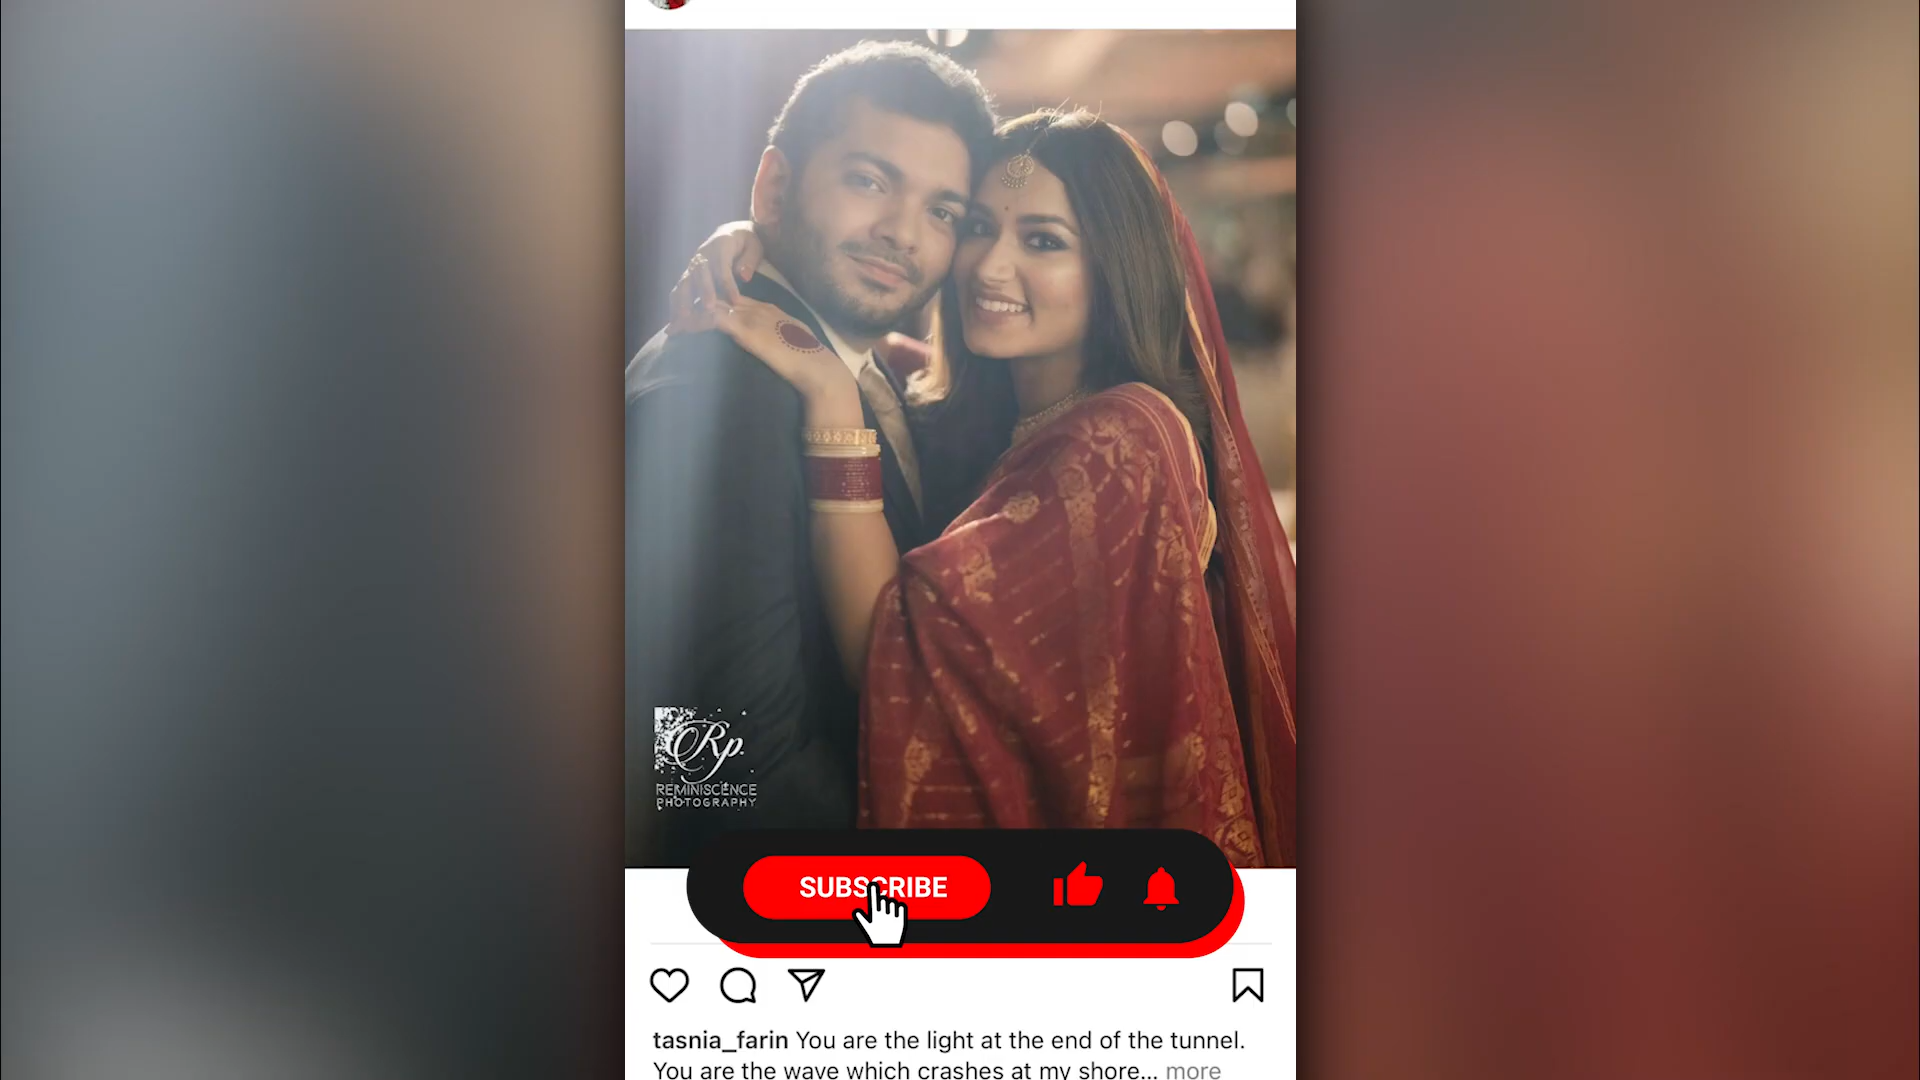 Rp
REMINISCENCE
PHOTOGRAPHY
SUBSCRIBE
tasnia_farin You are the light at the end of the tunnel.
You are the wave which crashes at my shore... more